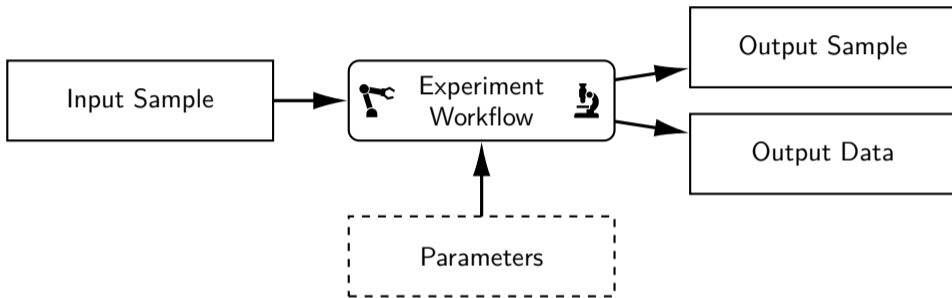 Input Sample
Experiment
Workflow
Output Sample
Output Data
Parameters